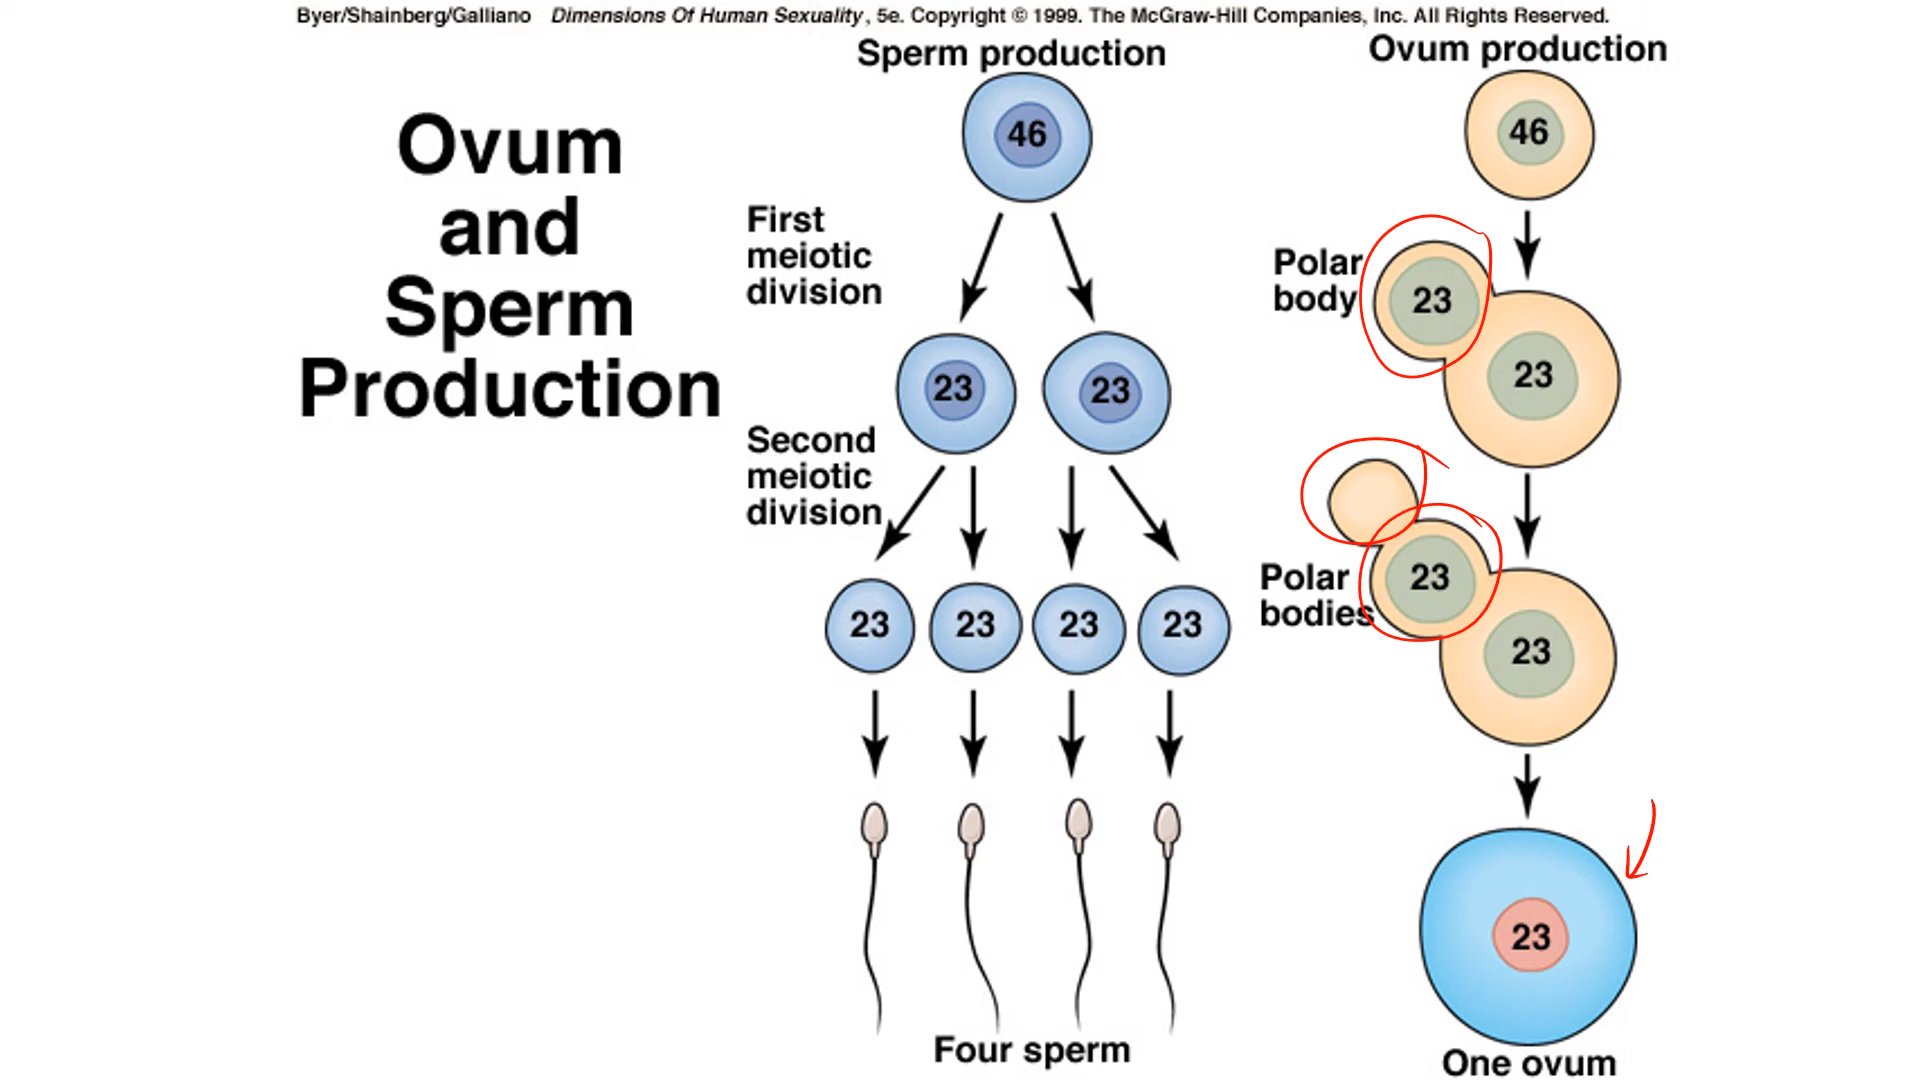 Byer/Shainberg/Galliano Dimensions Of Human Sexuality, 5e. Copyright © 1999. The McGraw-Hill Companies, Inc. All Rights Reserved.
Ovum
and
Sperm
Production
Sperm production
46
First
meiotic
division
23 23
Second
meiotic
division
23 23 23 23
Four sperm
Ovum production
46
Polar
body
23
23
Polar
bodies
23
23
23
One ovum